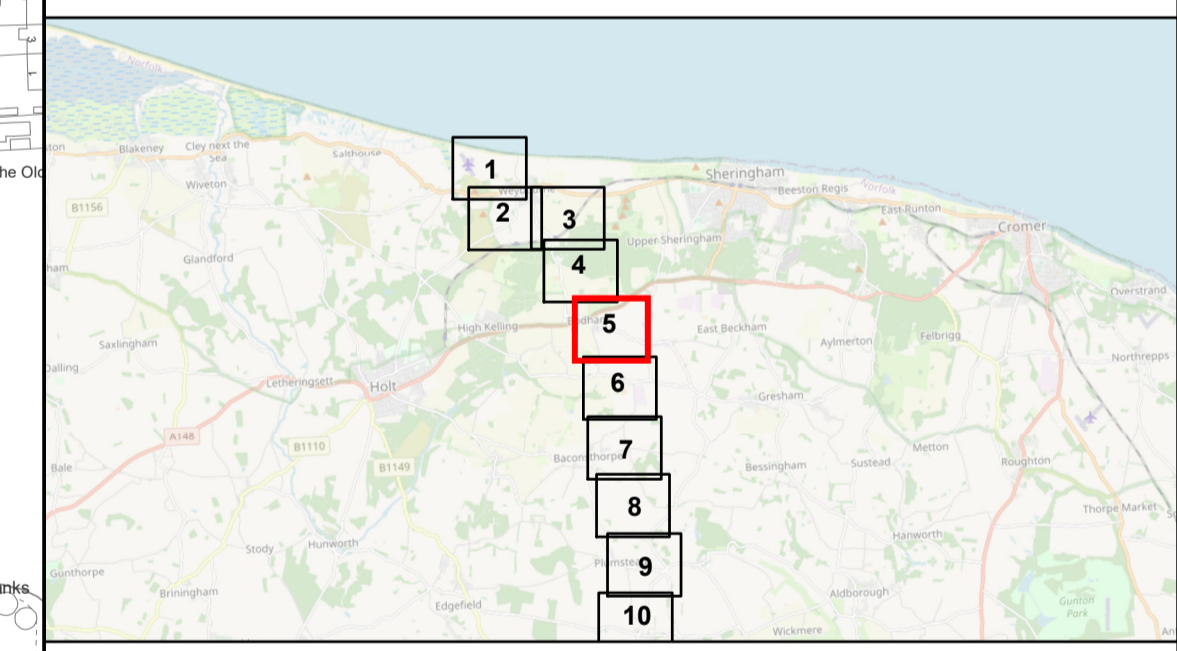 3
1
he Old
nks
Norfolk
Blakeney
Cley next the
Sea
Salthouse
Wiveton
B1156
Glandford
1
2
3
4
5
6
7
8
9
10
Sheringham
Beeston Regis
Norfolk
East Runton
Cromer
Upper Sheringham
Overstrand
High Kelling
East Beckham
Felbrigg
Aylmerton
Northrepps
Saxlingham
Letheringsett
Holt
Gresham
A148
B1110
B1149
Bale
Baconsthorpe
Bessingham
Sustead
Metton
Roughton
Thorpe Market
Hanworth
Stody
Hunworth
Gunthorpe
Briningham
Edgefield
Aldborough
Gunton
Park
Wickmere